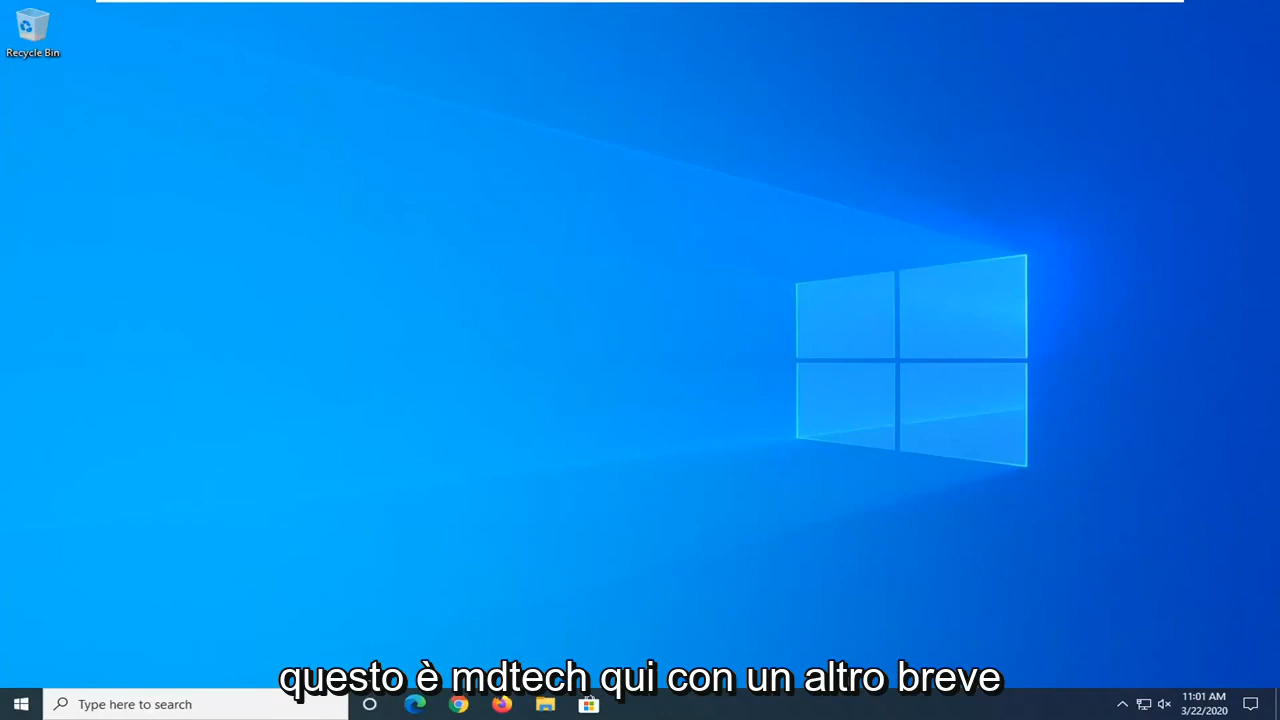 Recycle Bin
questo è mdtech qui con un altro breve
Type here to search
11:01 AM
3/22/2020